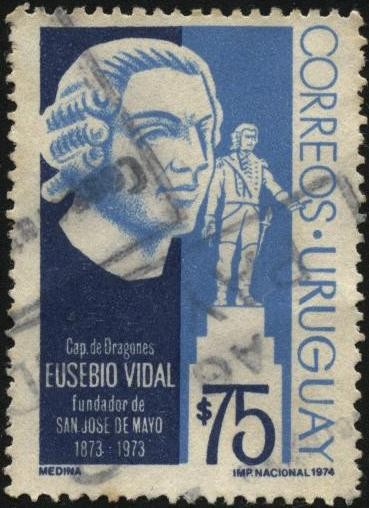 CORREOS · URUGUAY
Cap. de Dragones
EUSEBIO VIDAL
fundador de
SAN JOSE DE MAYO
1873 - 1973
$75
MEDINA
IMP. NACIONAL 1974